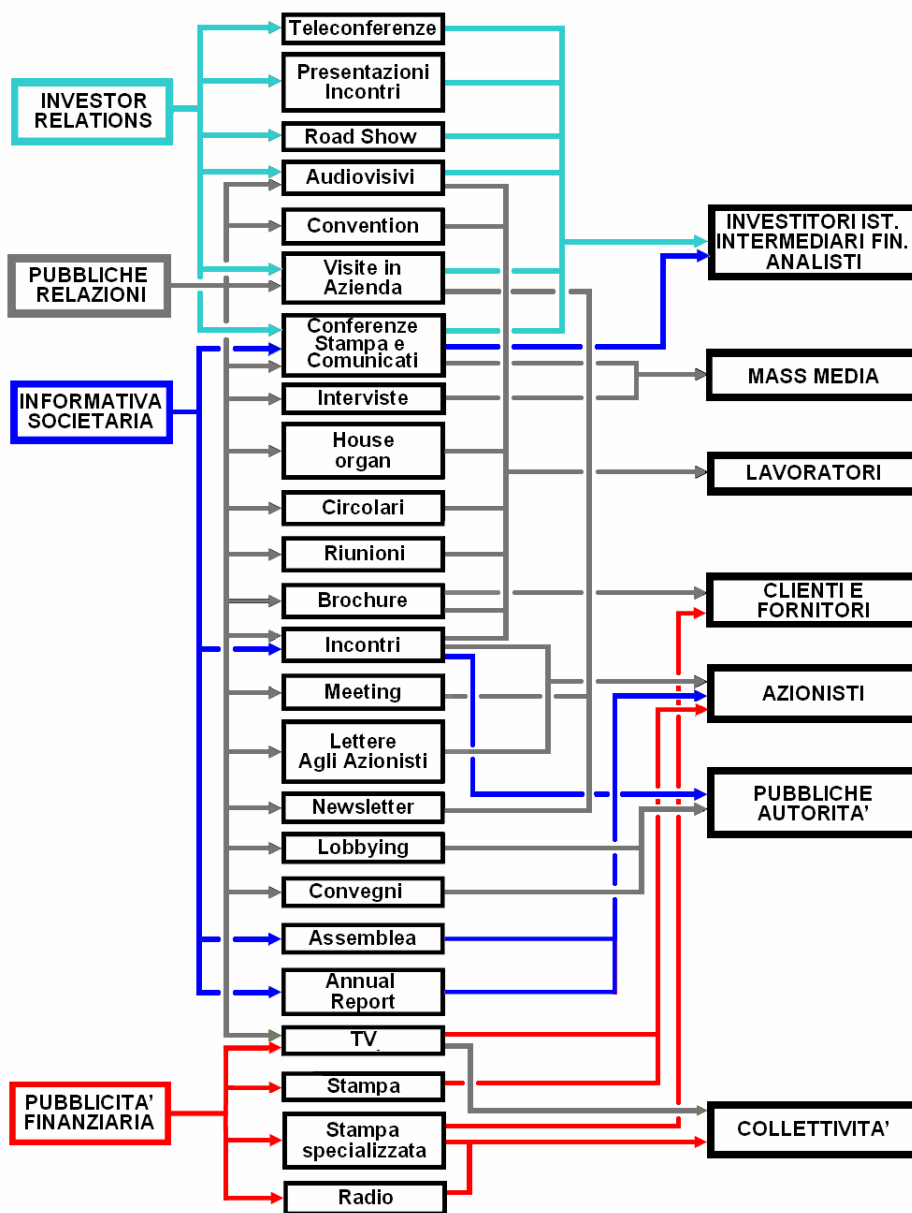 INVESTOR
RELATIONS
PUBBLICHE
RELAZIONI
INFORMATIVA
SOCIETARIA
PUBBLICITA'
FINANZIARIA
Teleconferenze
Presentazioni
Incontri
Road Show
Audiovisivi
Convention
Visite in
Azienda
Conferenze
Stampa e
Comunicati
Interviste
House
organ
Circolari
Riunioni
Brochure
Incontri
Meeting
Lettere
Agli Azionisti
Newsletter
Lobbying
Convegni
Assemblea
Annual
Report
TV
Stampa
Stampa
specializzata
Radio
INVESTITORI IST.
INTERMEDIARI FIN.
ANALISTI
MASS MEDIA
LAVORATORI
CLIENTI E
FORNITORI
AZIONISTI
PUBBLICHE
AUTORITA'
COLLETTIVITA'